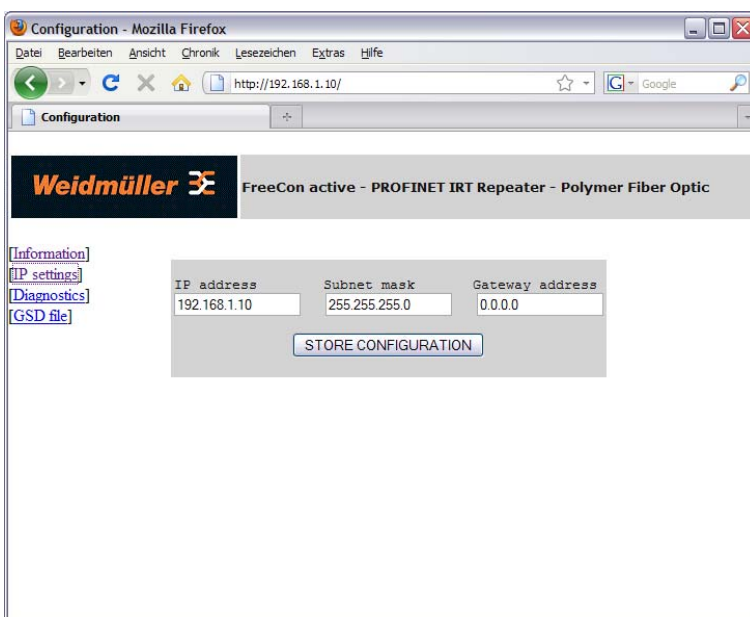 Configuration - Mozilla Firefox
Datei Bearbeiten Ansicht Chronik Lesezeichen Extras Hilfe
http://192.168.1.10/ G Google
Configuration
Weidmüller FreeCon active - PROFINET IRT Repeater - Polymer Fiber Optic
[Information]
[IP settings]
[Diagnostics]
[GSD file]
IP address Subnet mask Gateway address
192.168.1.10 255.255.255.0 0.0.0.0
STORE CONFIGURATION